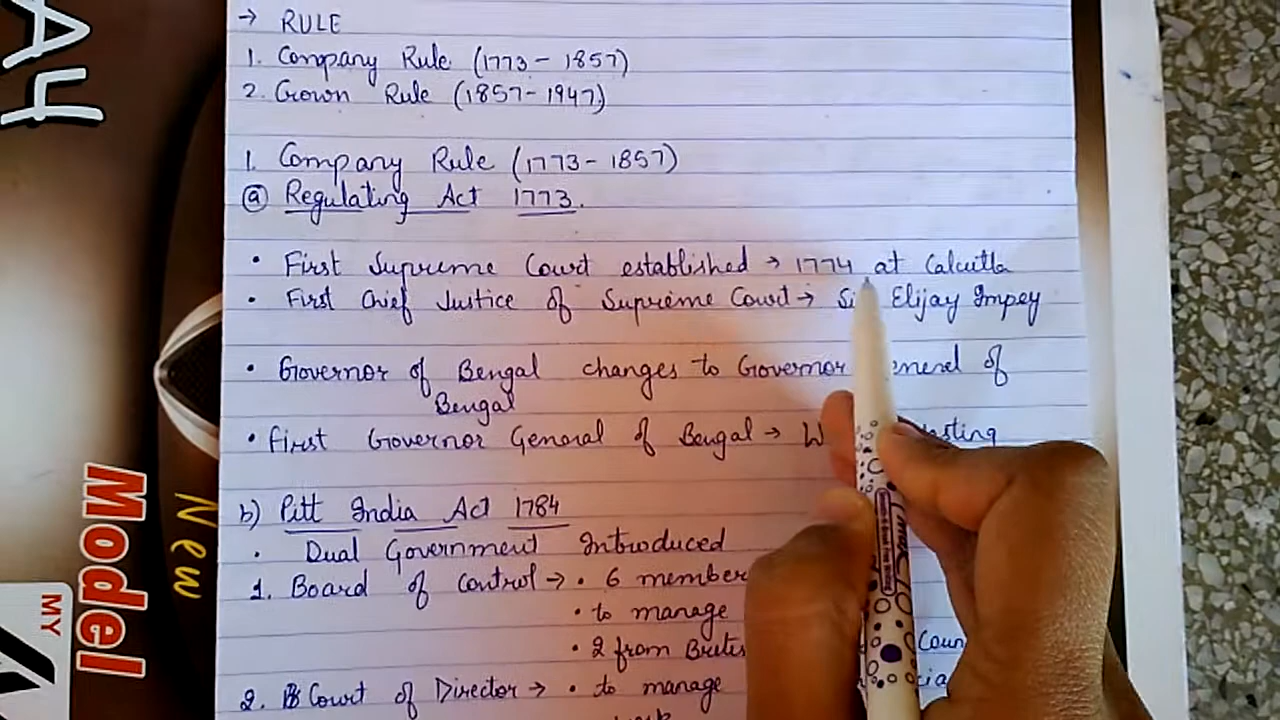 → RULE
1. Company Rule (1773 - 1857)
2. Crown Rule (1857-1947)
1. Company Rule (1773 - 1857)
ⓐ Regulating Act 1773.
• First Supreme Court established → 1774 at Calcutta
• First Chief Justice of Supreme Court → Elijay Impey
• Governor of Bengal changes to Governor of
Bengal
• First Governor General of Bengal →
b) Pitt India Act 1784
• Dual Government Introduced
1. Board of Control → • 6 member
• to manage
• 2 from
2. Court of Director → • to manage
Model
New
MY